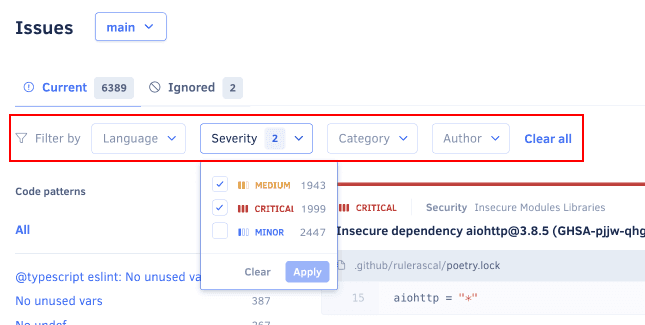 Issues main
Current 6389 Ignored 2
Filter by Language Severity 2 Category Author Clear all
MEDIUM 1943
CRITICAL 1999
MINOR 2447
Clear Apply
Code patterns
All
@typescript eslint: No unused va
No unused vars 387
No undef 367
CRITICAL Security Insecure Modules Libraries
Insecure dependency aiohttp@3.8.5 (GHSA-pjjw-qhg
.github/rulerascal/poetry.lock
15 aiohttp = "*"